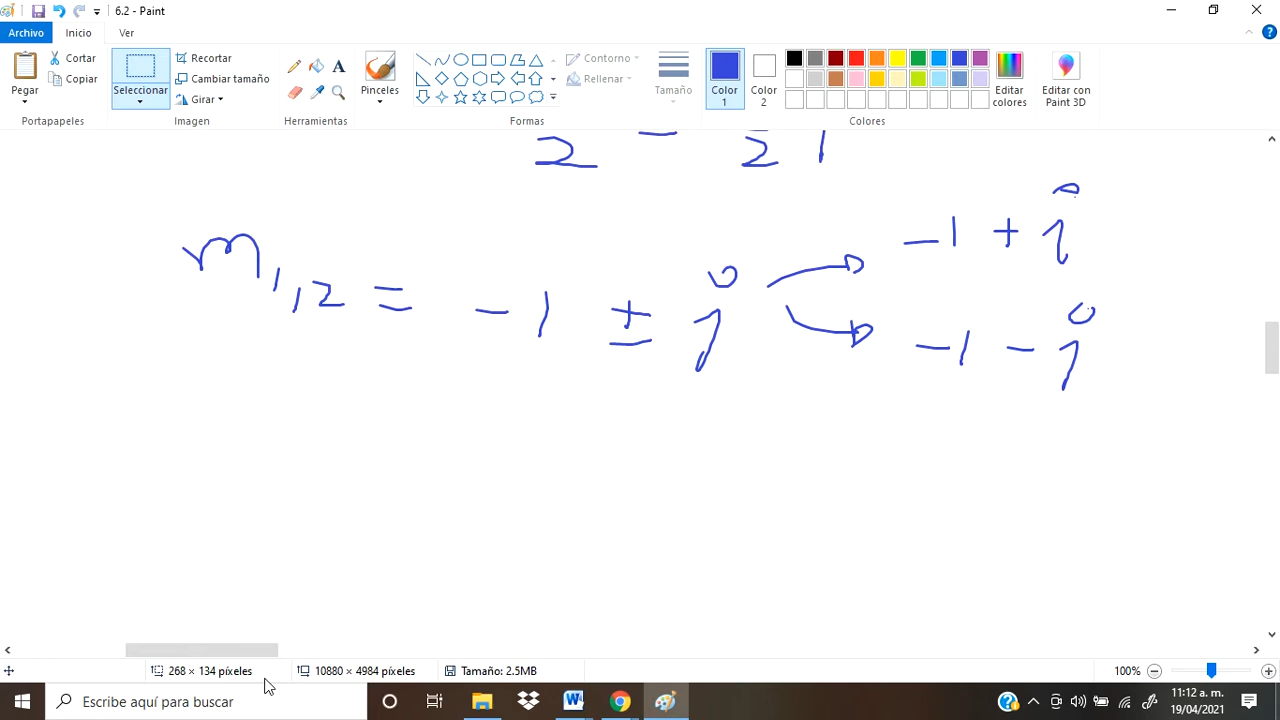 6.2 - Paint
Archivo Inicio Ver
Pegar
Cortar
Copiar
Portapapeles
Seleccionar
Recortar
Cambiar tamaño
Girar
Imagen
A
Herramientas
Pinceles
Contorno
Rellenar
Formas
Tamaño
Color 1
Color 2
Editar colores
Editar con Paint 3D
Colores
2 = 2 1
m1,2 = -1 ± i
-1 + i
-1 - i
268 × 134 píxeles
10880 × 4984 píxeles
Tamaño: 2.5MB
100%
Escribe aquí para buscar
11:12 a. m.
19/04/2021